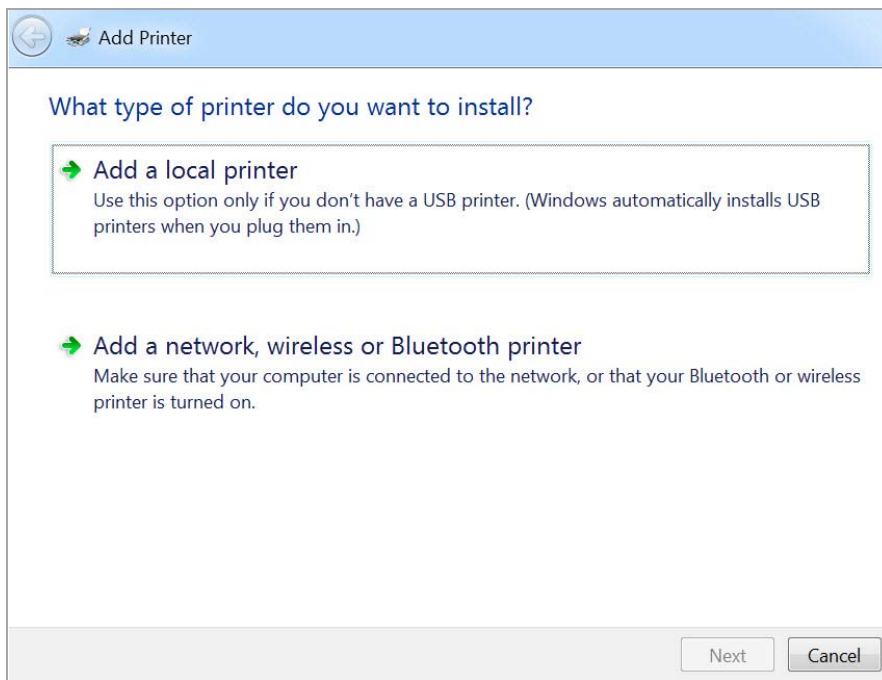 Add Printer
What type of printer do you want to install?
Add a local printer
Use this option only if you don't have a USB printer. (Windows automatically installs USB
printers when you plug them in.)
Add a network, wireless or Bluetooth printer
Make sure that your computer is connected to the network, or that your Bluetooth or wireless
printer is turned on.
Next
Cancel